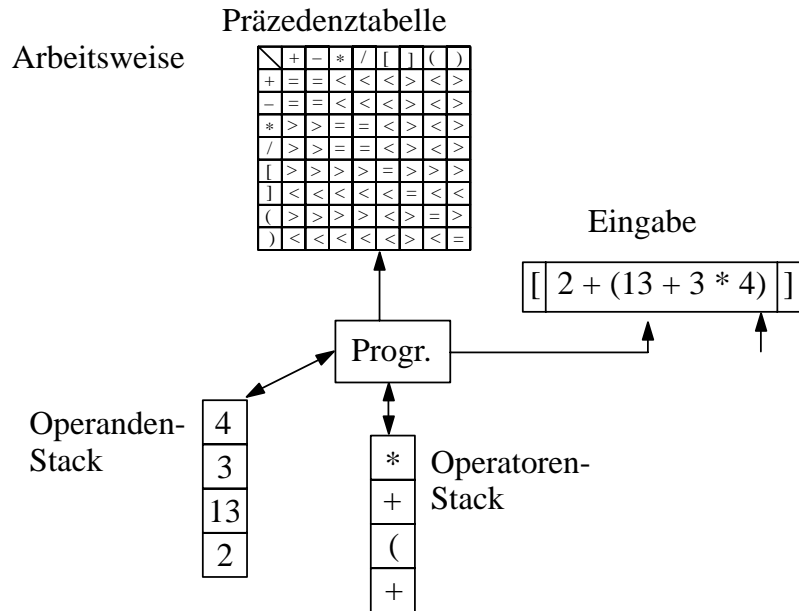 Präzedenztabelle
Arbeitsweise
+ − * / [ ] ( )
+ = = < < < > < >
− = = < < < > < >
* > > = = < > < >
/ > > = = < > < >
[ > > > > = > > >
] < < < < < = < <
( > > > > < > = >
) < < < < < > < =
Eingabe
[ 2 + (13 + 3 * 4) ]
Progr.
Operanden-
Stack
4
3
13
2
*
+
(
+
Operatoren-
Stack